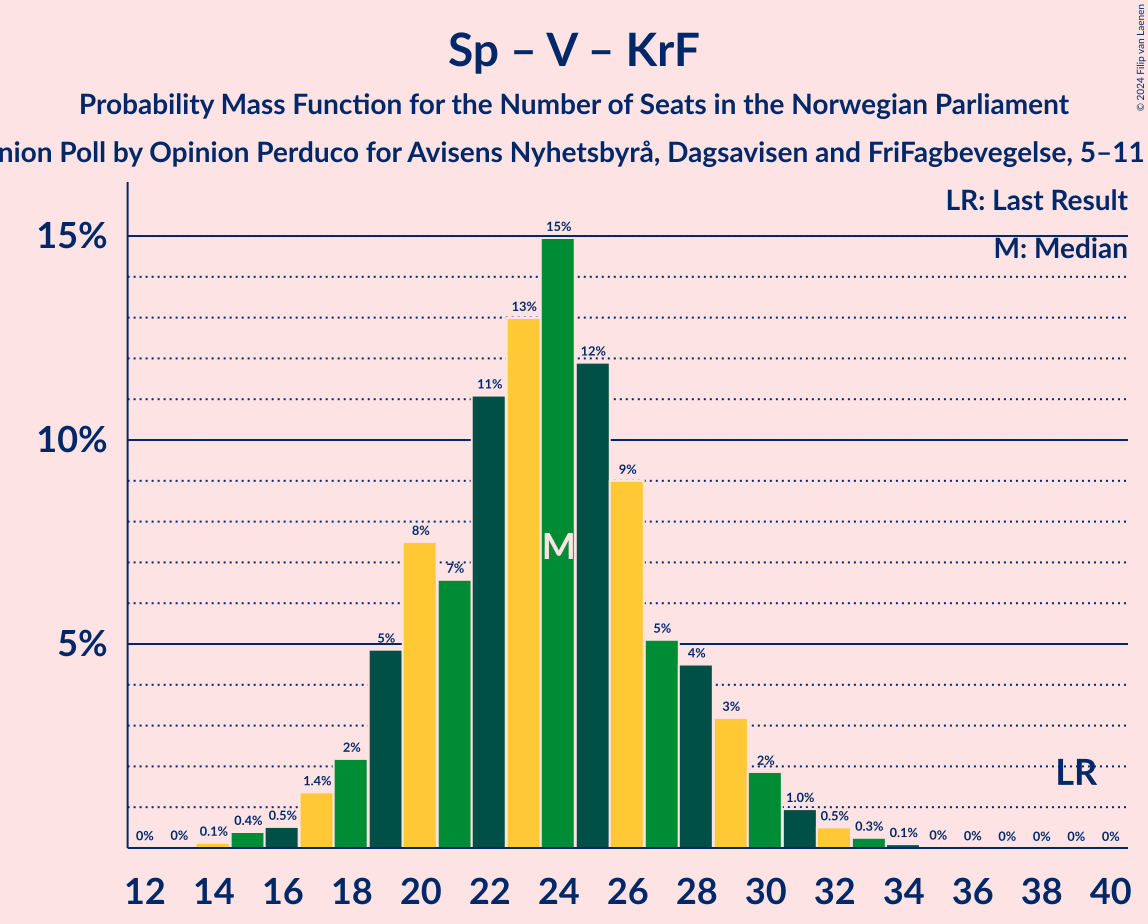 Sp – V – KrF
Probability Mass Function for the Number of Seats in the Norwegian Parliament
nion Poll by Opinion Perduco for Avisens Nyhetsbyrå, Dagsavisen and FriFagbevegelse, 5–11
© 2024 Filip van Laenen
LR: Last Result
M: Median
15%
10%
5%
0% 0% 0.1% 0.4% 0.5% 1.4% 2% 5% 8% 7% 11% 13% 15% 12% 9% 5% 4% 3% 2% 1.0% 0.5% 0.3% 0.1% 0% 0% 0% 0% 0% 0%
M
LR
12 14 16 18 20 22 24 26 28 30 32 34 36 38 40